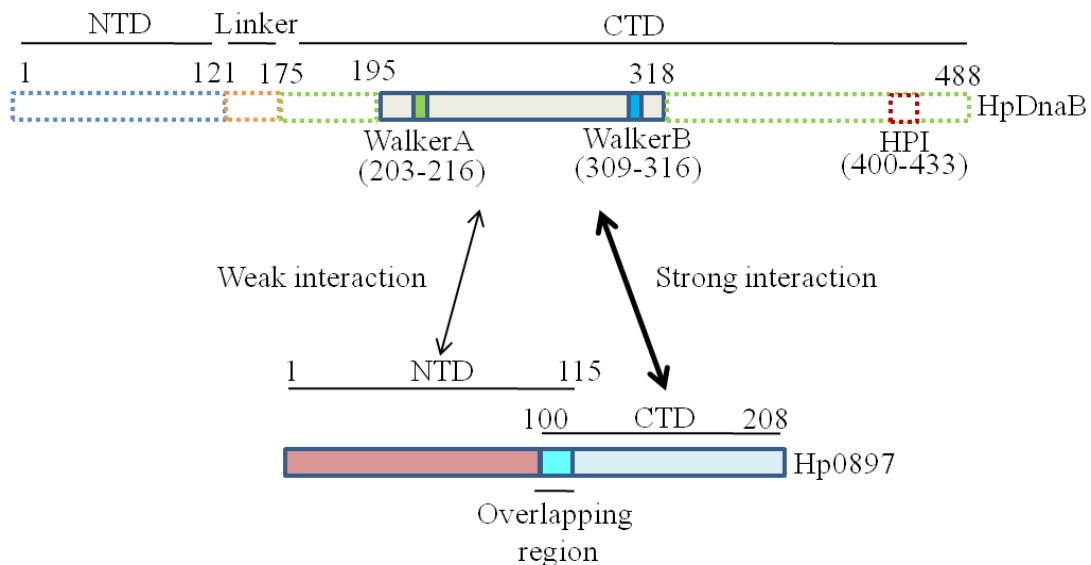 NTD Linker CTD
1 121 175 195 318 488
HpDnaB
WalkerA WalkerB HPI
(203-216) (309-316) (400-433)
Weak interaction Strong interaction
1 NTD 115
100 CTD 208
Hp0897
Overlapping
region